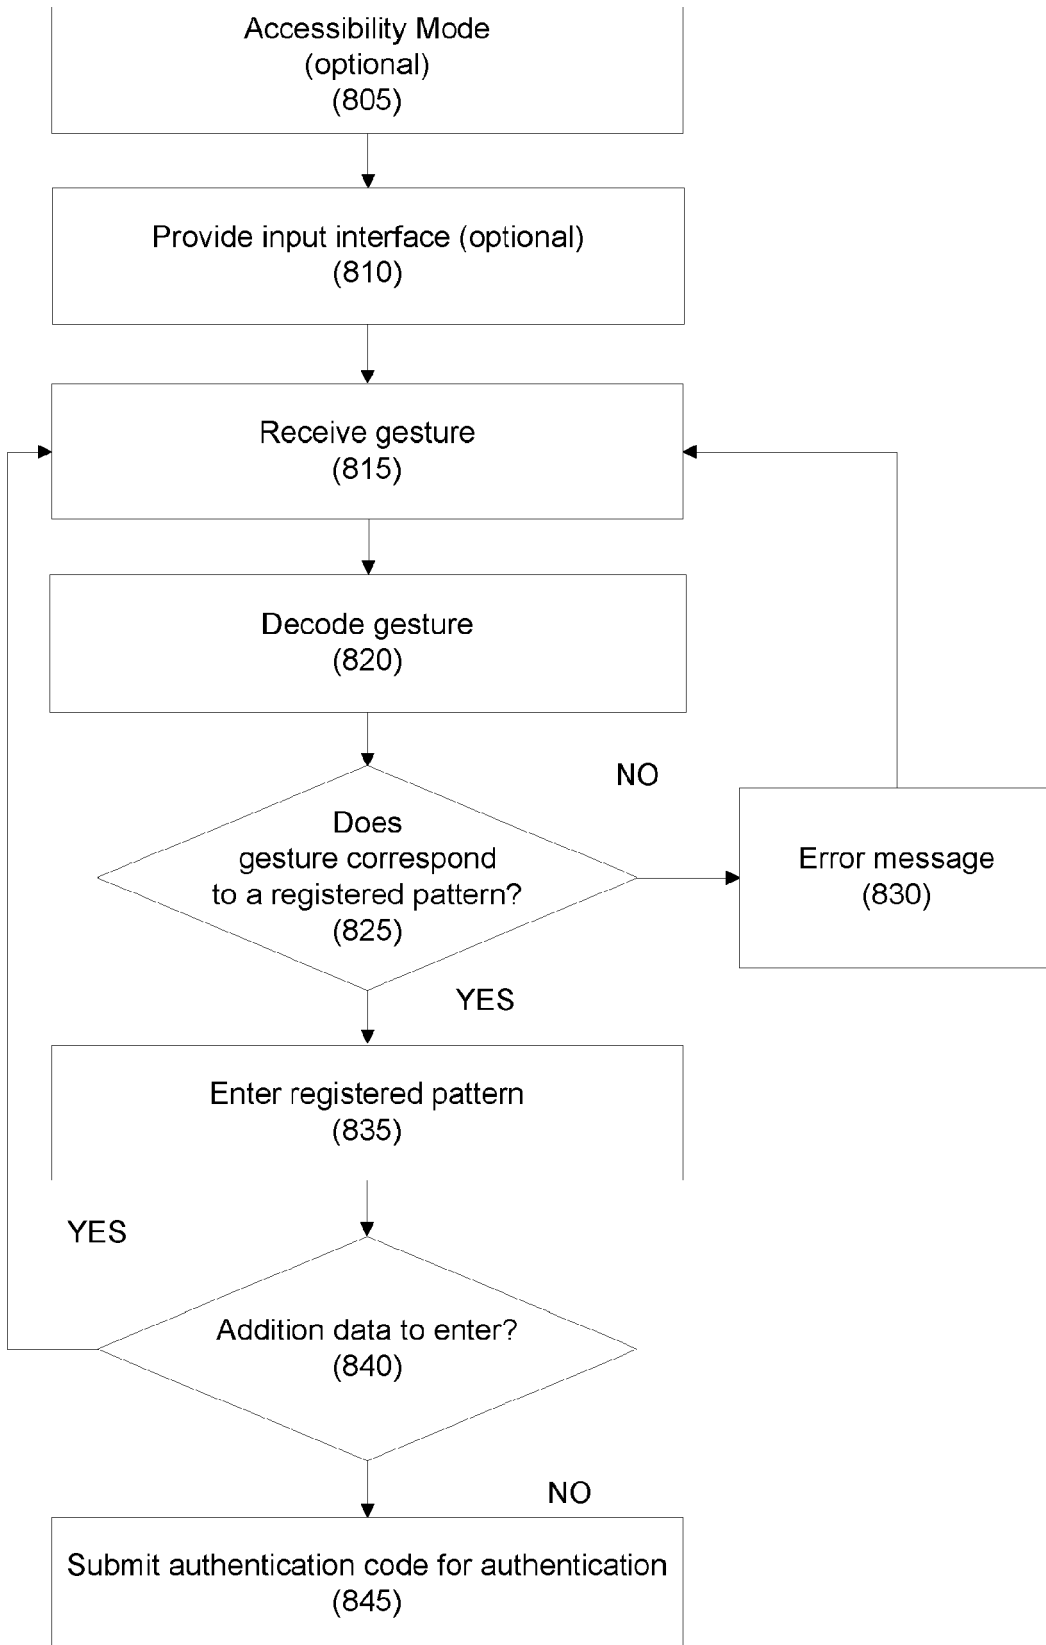 Accessibility Mode
(optional)
(805)
Provide input interface (optional)
(810)
Receive gesture
(815)
Decode gesture
(820)
NO
Does
gesture correspond
to a registered pattern?
(825)
Error message
(830)
YES
Enter registered pattern
(835)
YES
Addition data to enter?
(840)
NO
Submit authentication code for authentication
(845)